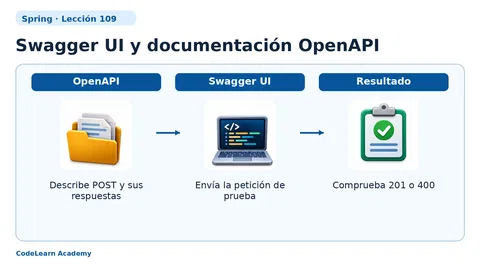 Spring · Lección 109
Swagger UI y documentación OpenAPI
OpenAPI
Swagger UI
Resultado
</>
Describe POST y sus
respuestas
Envía la petición de
prueba
Comprueba 201 o 400
CodeLearn Academy